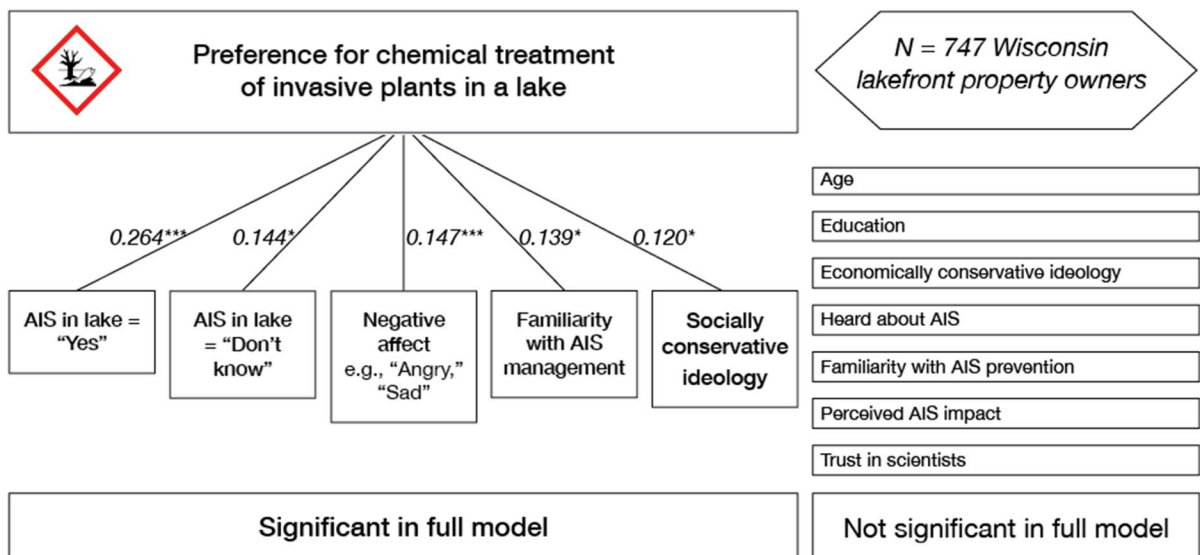 Preference for chemical treatment
of invasive plants in a lake
N = 747 Wisconsin
lakefront property owners
0.264***
0.144*
0.147***
0.139*
0.120*
AIS in lake =
“Yes”
AIS in lake
= “Don’t
know”
Negative
affect
e.g., “Angry,”
“Sad”
Familiarity
with AIS
management
Socially
conservative
ideology
Age
Education
Economically conservative ideology
Heard about AIS
Familiarity with AIS prevention
Perceived AIS impact
Trust in scientists
Significant in full model
Not significant in full model